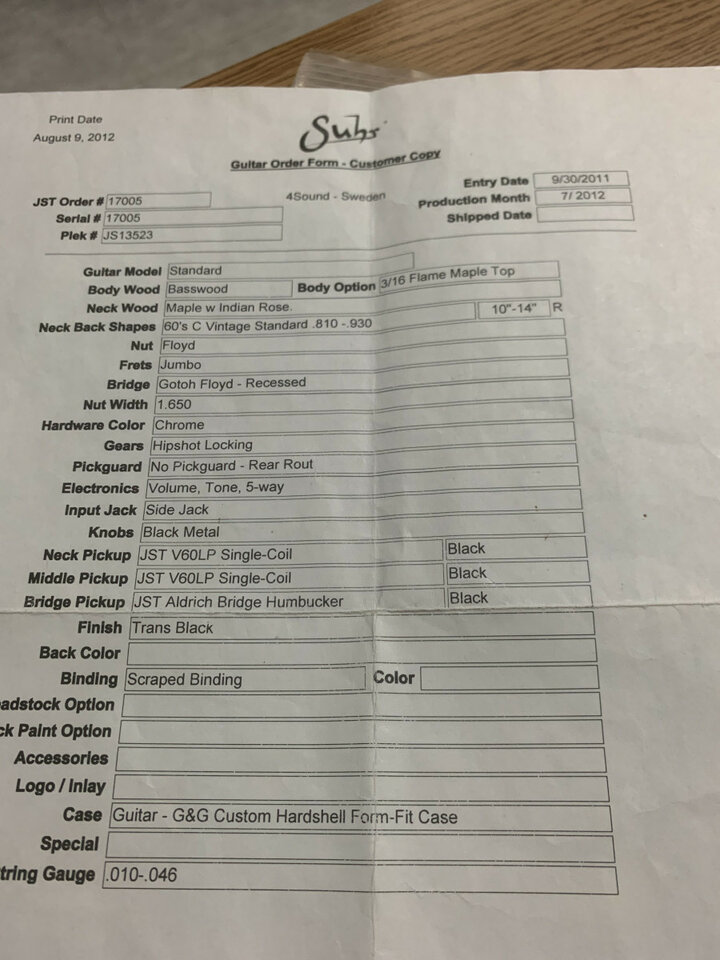 Print Date
August 9, 2012
Suhr
Guitar Order Form - Customer Copy
JST Order # 17005
4Sound - Sweden
Entry Date 9/30/2011
Serial # 17005
Production Month 7/ 2012
Plek # JS13523
Shipped Date
Guitar Model Standard
Body Wood Basswood Body Option 3/16 Flame Maple Top
Neck Wood Maple w Indian Rose. 10"-14" R
Neck Back Shapes 60's C Vintage Standard .810 -.930
Nut Floyd
Frets Jumbo
Bridge Gotoh Floyd - Recessed
Nut Width 1.650
Hardware Color Chrome
Gears Hipshot Locking
Pickguard No Pickguard - Rear Rout
Electronics Volume, Tone, 5-way
Input Jack Side Jack
Knobs Black Metal
Neck Pickup JST V60LP Single-Coil Black
Middle Pickup JST V60LP Single-Coil Black
Bridge Pickup JST Aldrich Bridge Humbucker Black
Finish Trans Black
Back Color
Binding Scraped Binding Color
adstock Option
ck Paint Option
Accessories
Logo / Inlay
Case Guitar - G&G Custom Hardshell Form-Fit Case
Special
tring Gauge .010-.046